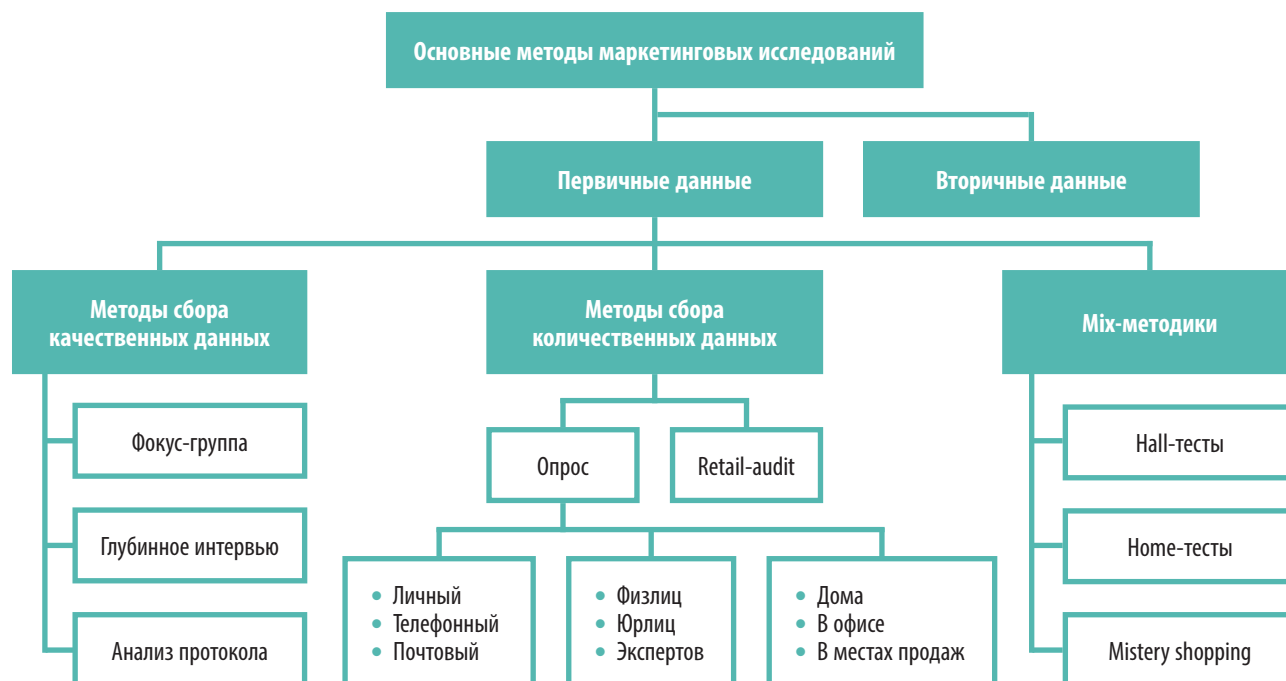 Основные методы маркетинговых исследований
Первичные данные
Вторичные данные
Методы сбора
качественных данных
Методы сбора
количественных данных
Mix-методики
Фокус-группа
Глубинное интервью
Анализ протокола
Опрос
Retail-audit
• Личный
• Телефонный
• Почтовый
• Физлиц
• Юрлиц
• Экспертов
• Дома
• В офисе
• В местах продаж
Hall-тесты
Home-тесты
Mistery shopping